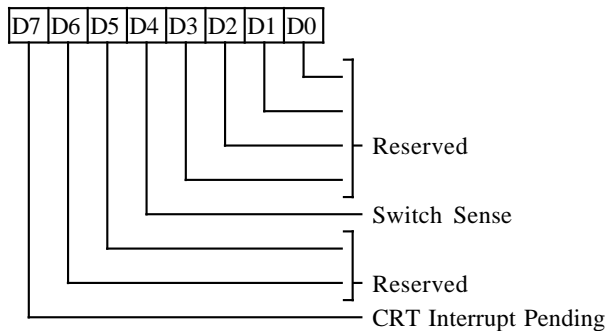 D7 D6 D5 D4 D3 D2 D1 D0
Reserved
Switch Sense
Reserved
CRT Interrupt Pending